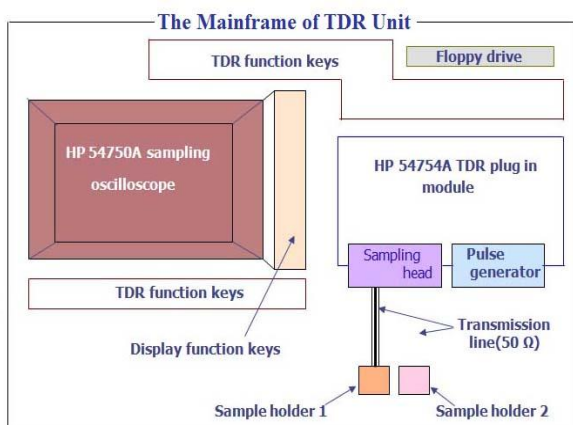 The Mainframe of TDR Unit
TDR function keys
Floppy drive
HP 54750A sampling
oscilloscope
HP 54754A TDR plug in
module
Sampling
head
Pulse
generator
TDR function keys
Display function keys
Transmission
line(50 Ω)
Sample holder 1
Sample holder 2